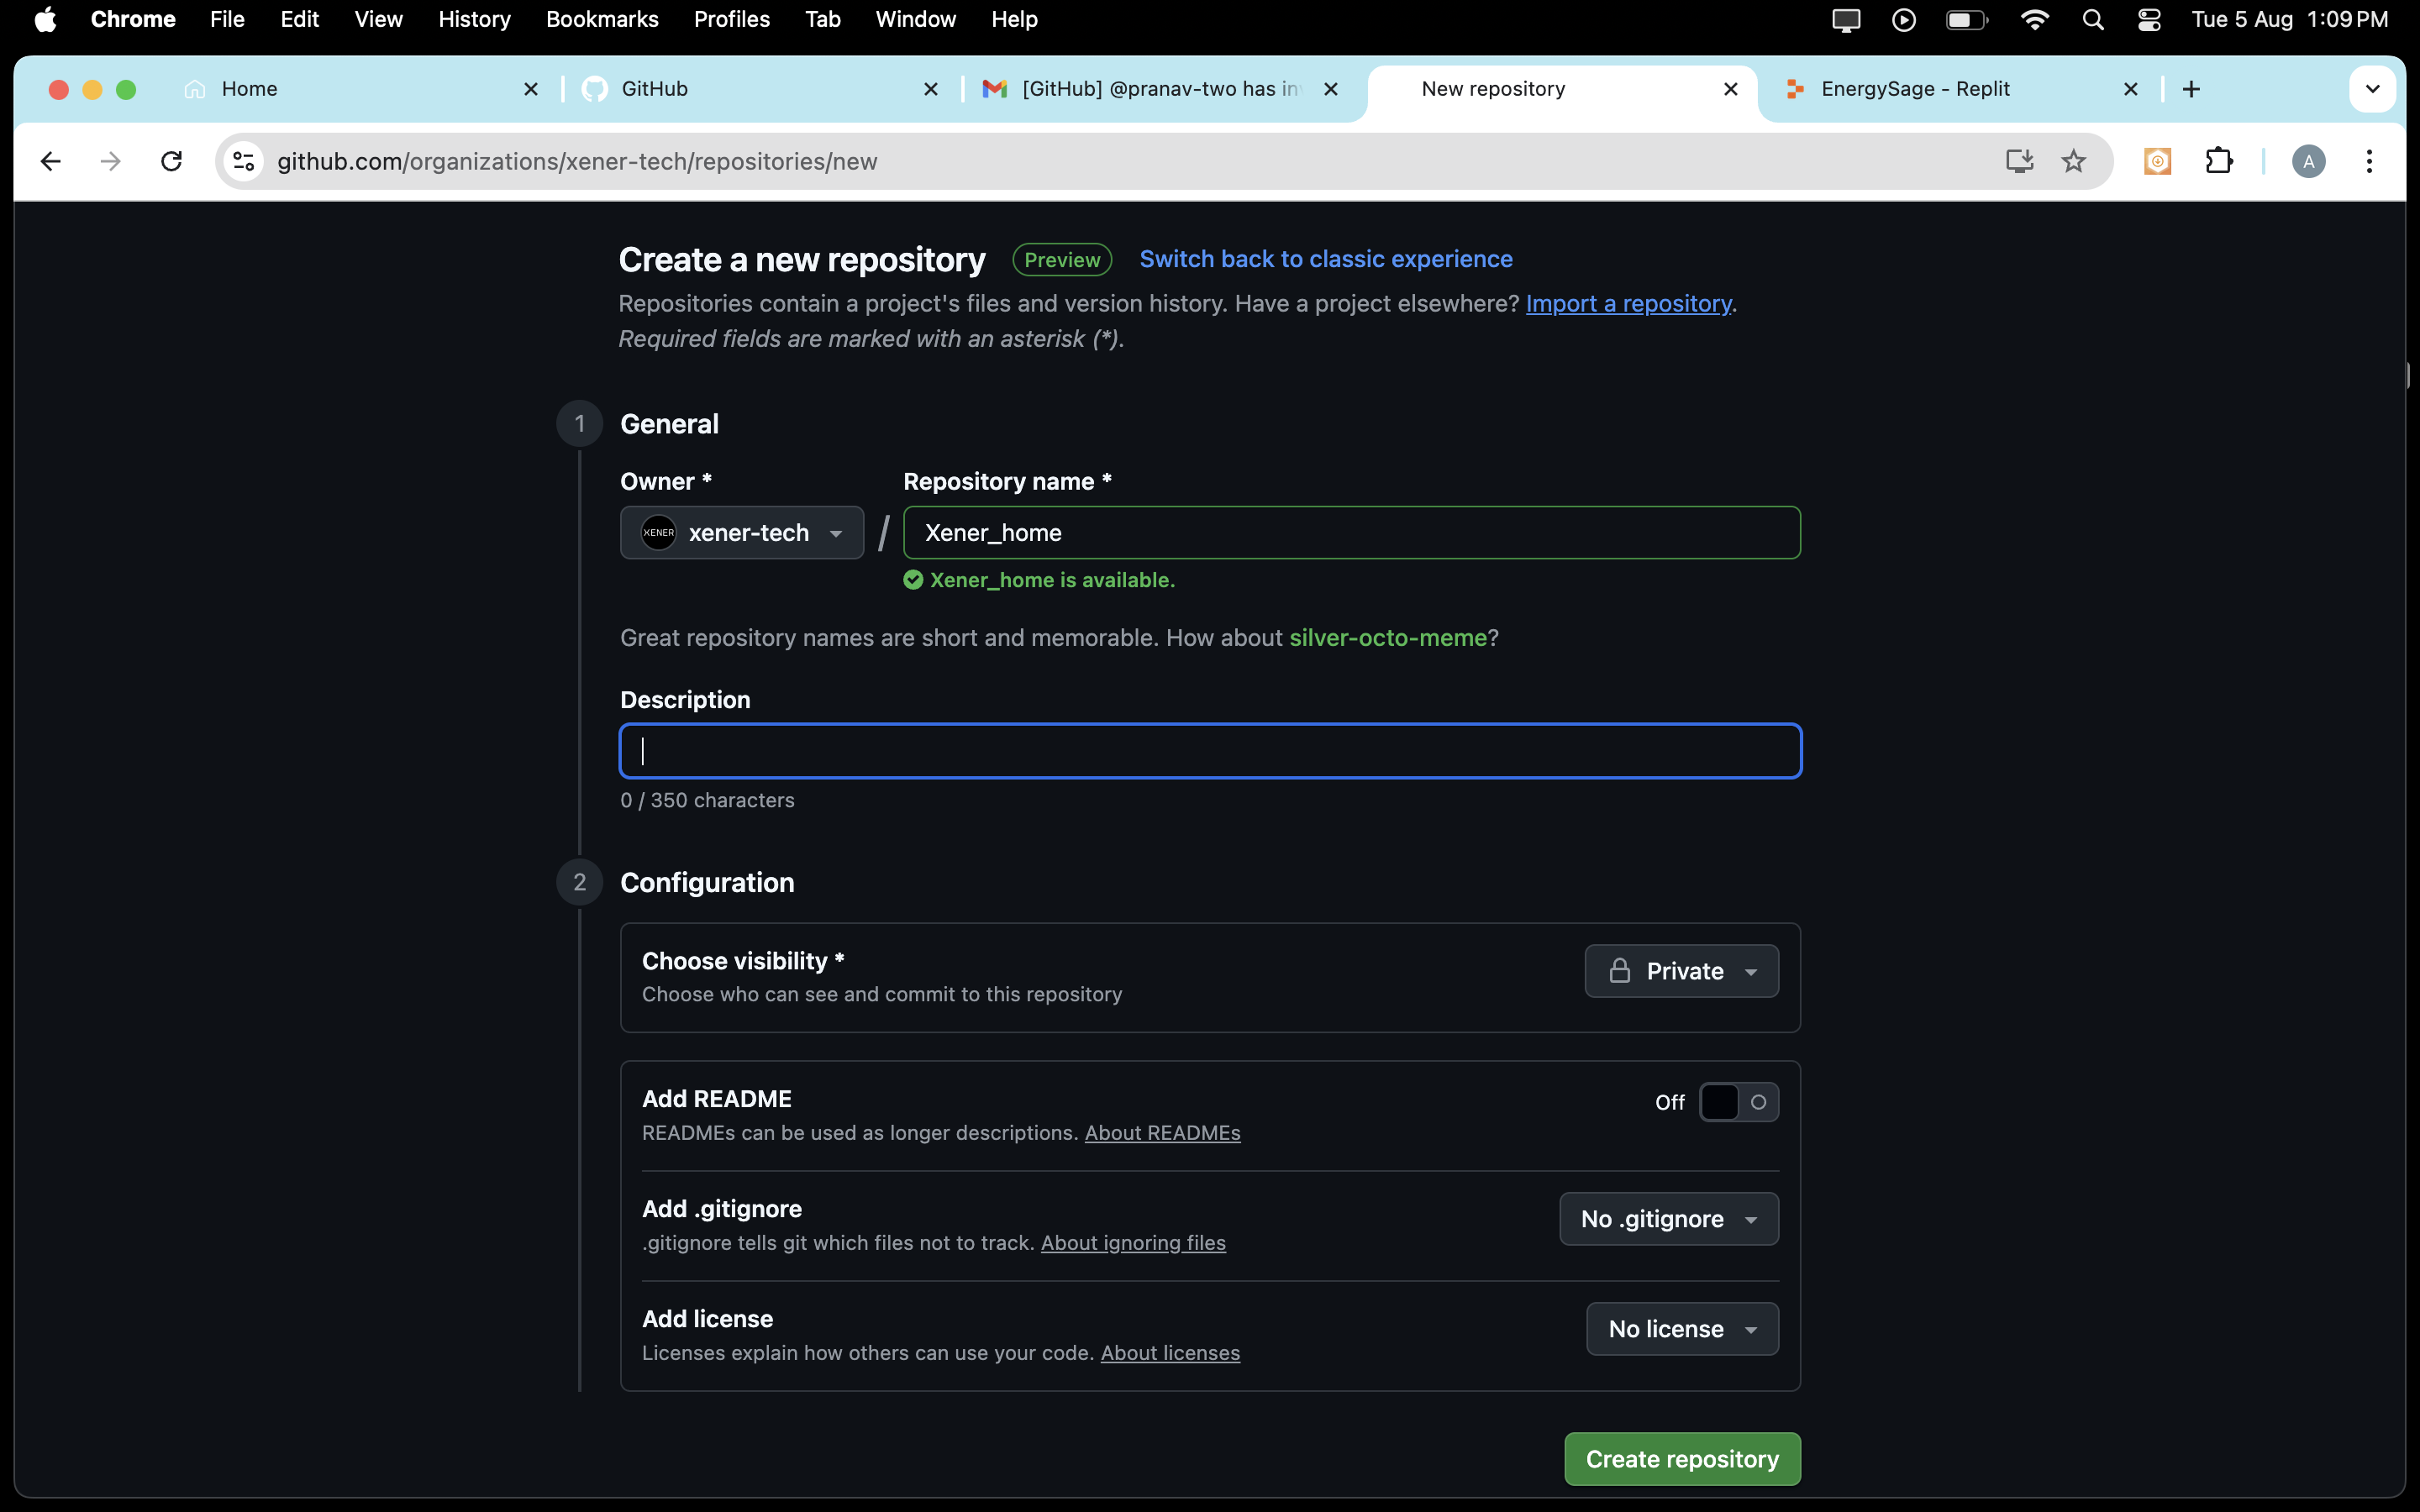 Chrome File Edit View History Bookmarks Profiles Tab Window Help Tue 5 Aug 1:09 PM
Home GitHub [GitHub] @pranav-two has in New repository EnergySage - Replit
github.com/organizations/xener-tech/repositories/new A
Create a new repository Preview Switch back to classic experience
Repositories contain a project's files and version history. Have a project elsewhere? Import a repository.
Required fields are marked with an asterisk (*).
1 General
Owner * Repository name *
XENER xener-tech / Xener_home
Xener_home is available.
Great repository names are short and memorable. How about silver-octo-meme?
Description
0 / 350 characters
2 Configuration
Choose visibility * Private
Choose who can see and commit to this repository
Add README Off
READMEs can be used as longer descriptions. About READMEs
Add .gitignore No .gitignore
.gitignore tells git which files not to track. About ignoring files
Add license No license
Licenses explain how others can use your code. About licenses
Create repository